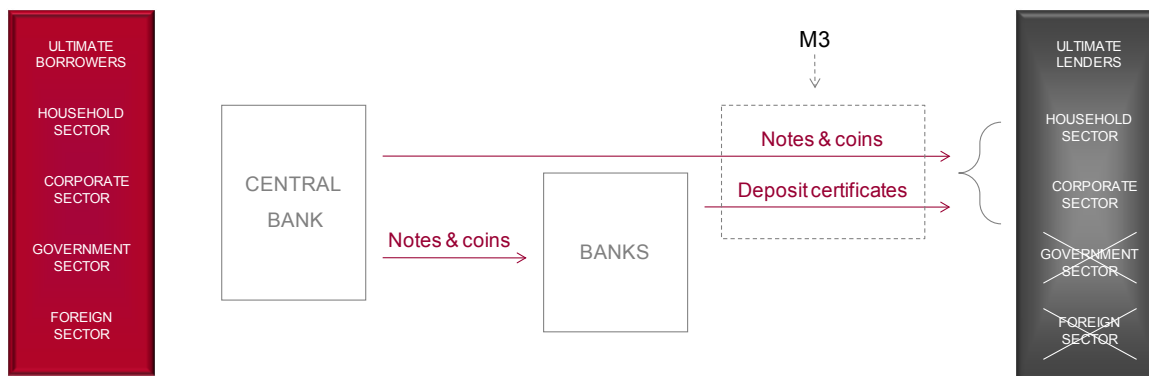 ULTIMATE
BORROWERS
HOUSEHOLD
SECTOR
CORPORATE
SECTOR
GOVERNMENT
SECTOR
FOREIGN
SECTOR
CENTRAL
BANK
Notes & coins
BANKS
M3
Notes & coins
Deposit certificates
ULTIMATE
LENDERS
HOUSEHOLD
SECTOR
CORPORATE
SECTOR
GOVERNMENT
SECTOR
FOREIGN
SECTOR